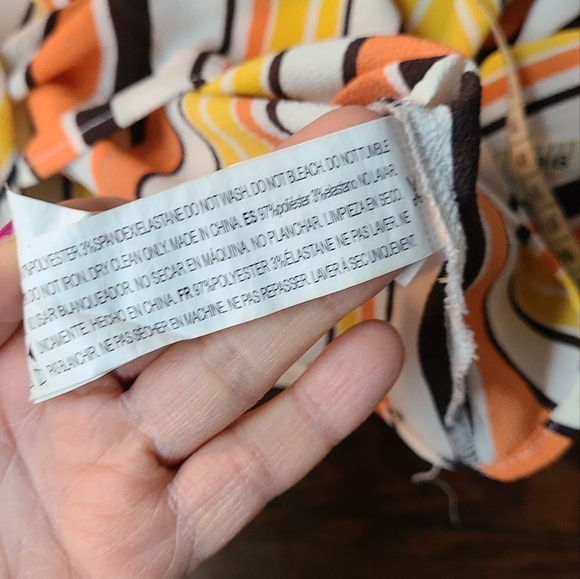 %POLYESTER 3%SPANDEX/ELASTANE DO NOT WASH. DO NOT BLEACH. DO NOT TUMBLE
DO NOT IRON. DRY CLEAN ONLY. MADE IN CHINA. ES 97%poliéster 3%elastano NO LAVAR.
USAR BLANQUEADOR. NO SECAR EN MÁQUINA. NO PLANCHAR. LIMPIEZA EN SECO.
NICAMENTE. HECHO EN CHINA. FR 97%POLYESTER 3%ÉLASTANE NE PAS LAVER. NE
BLANCHIR. NE PAS SÉCHER EN MACHINE. NE PAS REPASSER. LAVER À SEC UNIQUEMENT.